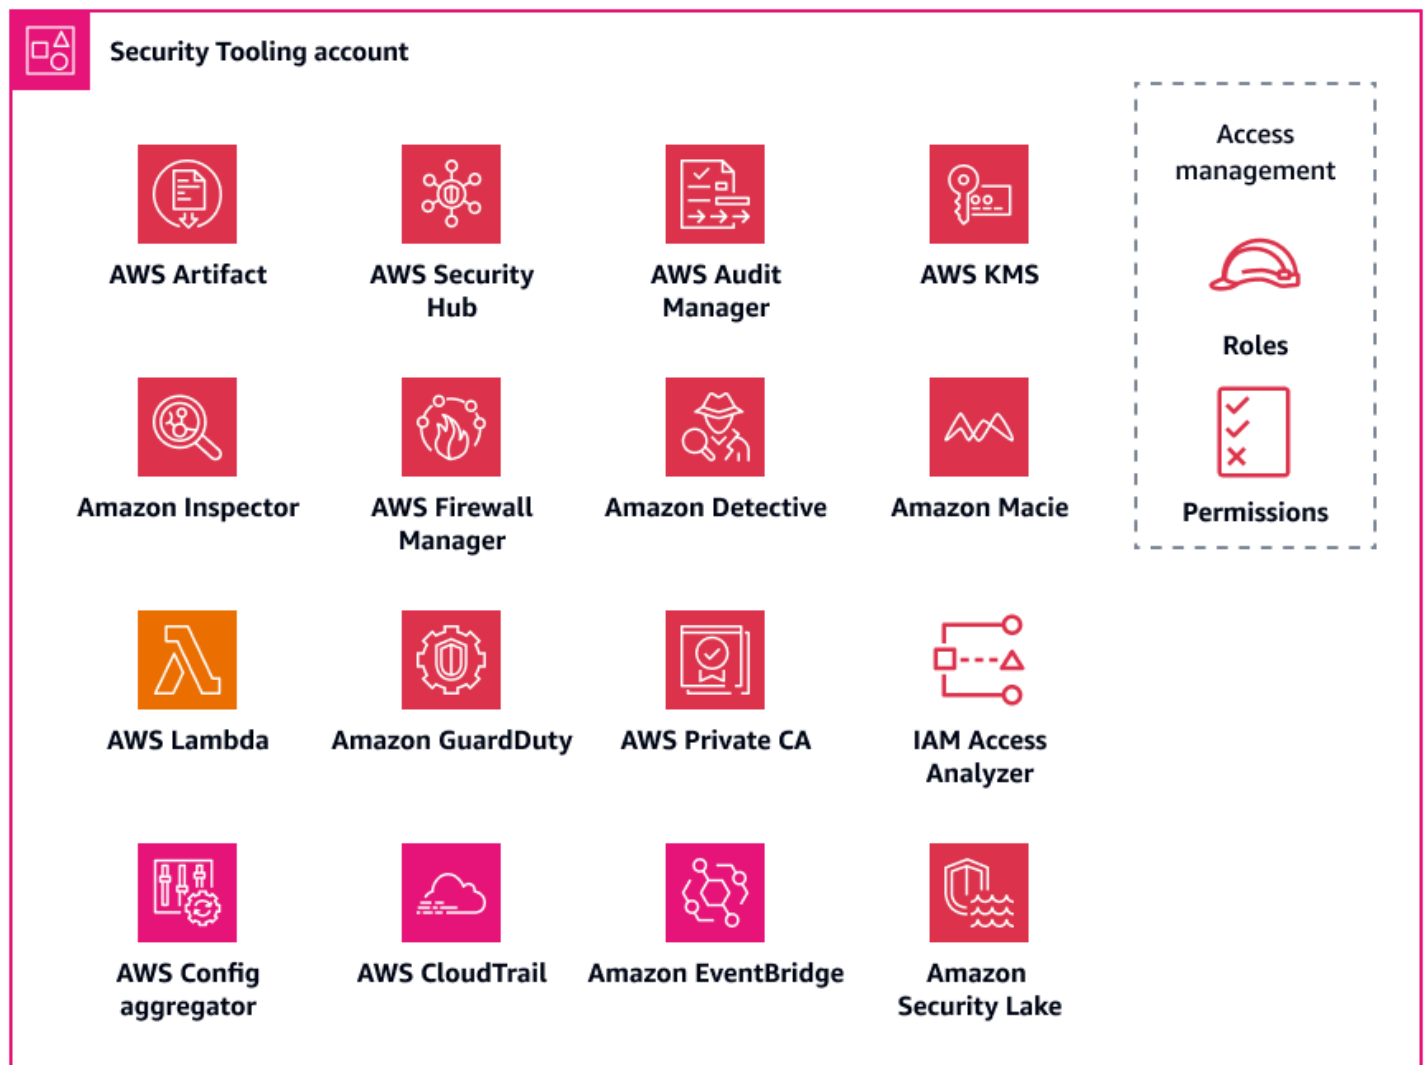 Security Tooling account
Access
management
Roles
Permissions
AWS Artifact
AWS Security
Hub
AWS Audit
Manager
AWS KMS
Amazon Inspector
AWS Firewall
Manager
Amazon Detective
Amazon Macie
AWS Lambda
Amazon GuardDuty
AWS Private CA
IAM Access
Analyzer
AWS Config
aggregator
AWS CloudTrail
Amazon EventBridge
Amazon
Security Lake